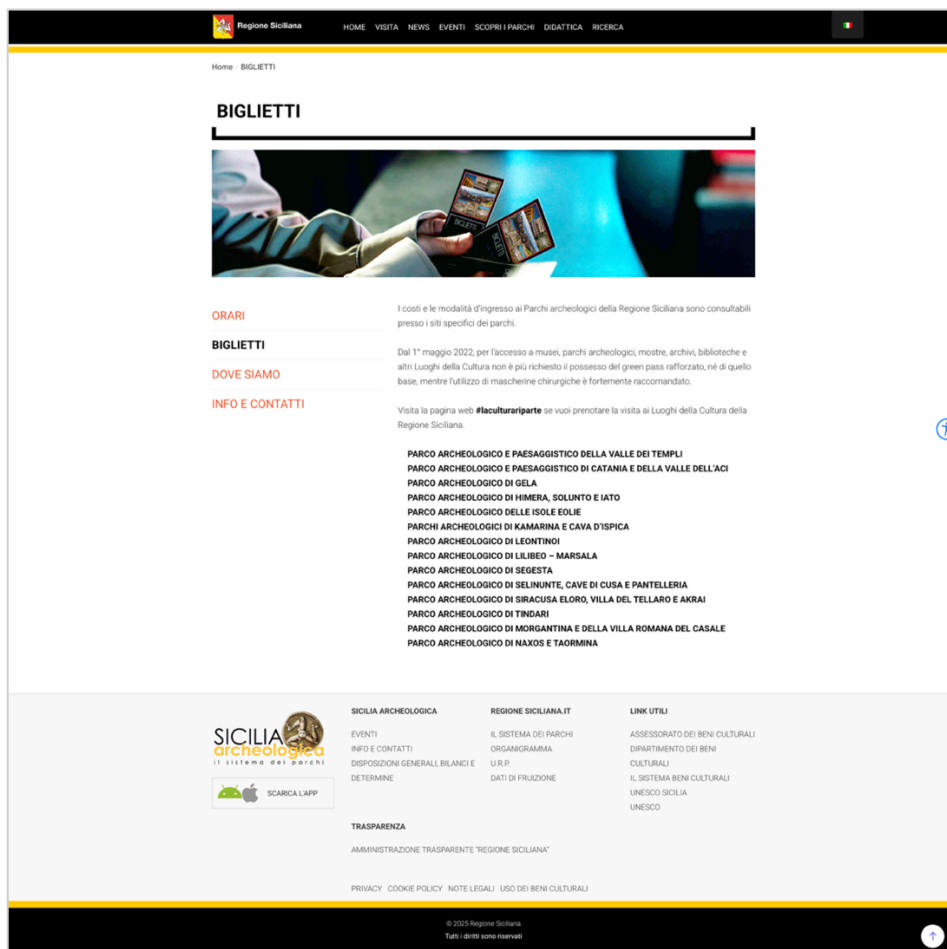 Regione Siciliana
HOME VISITA NEWS EVENTI SCOPRI I PARCHI DIDATTICA RICERCA
Home / BIGLIETTI
BIGLIETTI
BIGLIETTI
BIGLIETTI
ORARI
BIGLIETTI
DOVE SIAMO
INFO E CONTATTI
I costi e le modalità d'ingresso ai Parchi archeologici della Regione Siciliana sono consultabili
presso i siti specifici dei parchi.
Dal 1° maggio 2022, per l'accesso a musei, parchi archeologici, mostre, archivi, biblioteche e
altri Luoghi della Cultura non è più richiesto il possesso del green pass rafforzato, né di quello
base, mentre l'utilizzo di mascherine chirurgiche è fortemente raccomandato.
Visita la pagina web #laculturariparte se vuoi prenotare la visita ai Luoghi della Cultura della
Regione Siciliana.
PARCO ARCHEOLOGICO E PAESAGGISTICO DELLA VALLE DEI TEMPLI
PARCO ARCHEOLOGICO E PAESAGGISTICO DI CATANIA E DELLA VALLE DELL'ACI
PARCO ARCHEOLOGICO DI GELA
PARCO ARCHEOLOGICO DI HIMERA, SOLUNTO E IATO
PARCO ARCHEOLOGICO DELLE ISOLE EOLIE
PARCHI ARCHEOLOGICI DI KAMARINA E CAVA D'ISPICA
PARCO ARCHEOLOGICO DI LEONTINOI
PARCO ARCHEOLOGICO DI LILIBEO – MARSALA
PARCO ARCHEOLOGICO DI SEGESTA
PARCO ARCHEOLOGICO DI SELINUNTE, CAVE DI CUSA E PANTELLERIA
PARCO ARCHEOLOGICO DI SIRACUSA ELORO, VILLA DEL TELLARO E AKRAI
PARCO ARCHEOLOGICO DI TINDARI
PARCO ARCHEOLOGICO DI MORGANTINA E DELLA VILLA ROMANA DEL CASALE
PARCO ARCHEOLOGICO DI NAXOS E TAORMINA
SICILIA
archeologica
il sistema dei parchi
SCARICA L'APP
SICILIA ARCHEOLOGICA
EVENTI
INFO E CONTATTI
DISPOSIZIONI GENERALI, BILANCI E
DETERMINE
REGIONE SICILIANA.IT
IL SISTEMA DEI PARCHI
ORGANIGRAMMA
U.R.P.
DATI DI FRUIZIONE
LINK UTILI
ASSESSORATO DEI BENI CULTURALI
DIPARTIMENTO DEI BENI
CULTURALI
IL SISTEMA BENI CULTURALI
UNESCO SICILIA
UNESCO
TRASPARENZA
AMMINISTRAZIONE TRASPARENTE "REGIONE SICILIANA"
PRIVACY COOKIE POLICY NOTE LEGALI USO DEI BENI CULTURALI
© 2025 Regione Siciliana
Tutti i diritti sono riservati